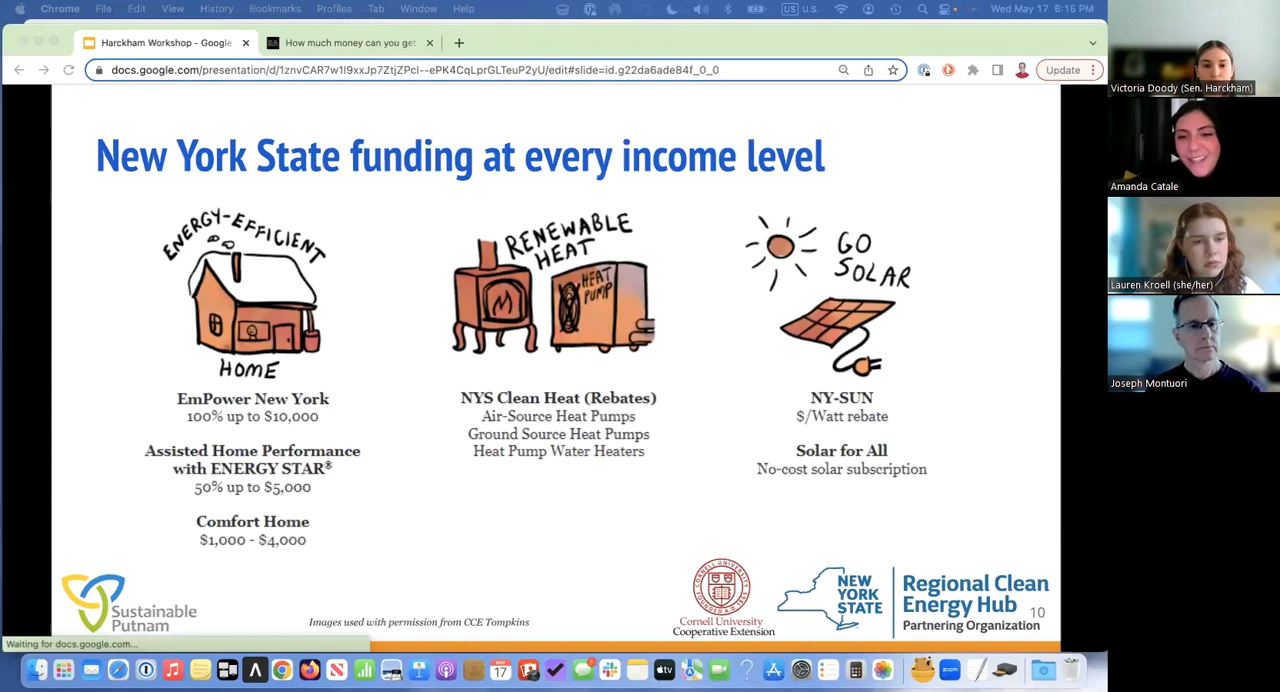 Chrome File Edit View History Bookmarks Profiles Tab Window Help U.S. Wed May 17 6:15 PM
Harckham Workshop - Google
How much money can you get
docs.google.com/presentation/d/1znvCAR7w1I9xxJp7ZtjZPcI--ePK4CqLprGLTeuP2yU/edit#slide=id.g22da6ade84f_0_0
Update
New York State funding at every income level
ENERGY-EFFICIENT
HOME
RENEWABLE
HEAT
HEAT
PUMP
GO
SOLAR
EmPower New York
100% up to $10,000
Assisted Home Performance
with ENERGY STAR®
50% up to $5,000
Comfort Home
$1,000 - $4,000
NYS Clean Heat (Rebates)
Air-Source Heat Pumps
Ground Source Heat Pumps
Heat Pump Water Heaters
NY-SUN
$/Watt rebate
Solar for All
No-cost solar subscription
Sustainable
Putnam
Images used with permission from CCE Tompkins
Cornell University
Cooperative Extension
NEW
YORK
STATE
Regional Clean
Energy Hub
Partnering Organization
10
Waiting for docs.google.com...
Victoria Doody (Sen. Harckham)
Amanda Catale
Lauren Kroell (she/her)
Joseph Montuori
MAY
17
tv
zoom